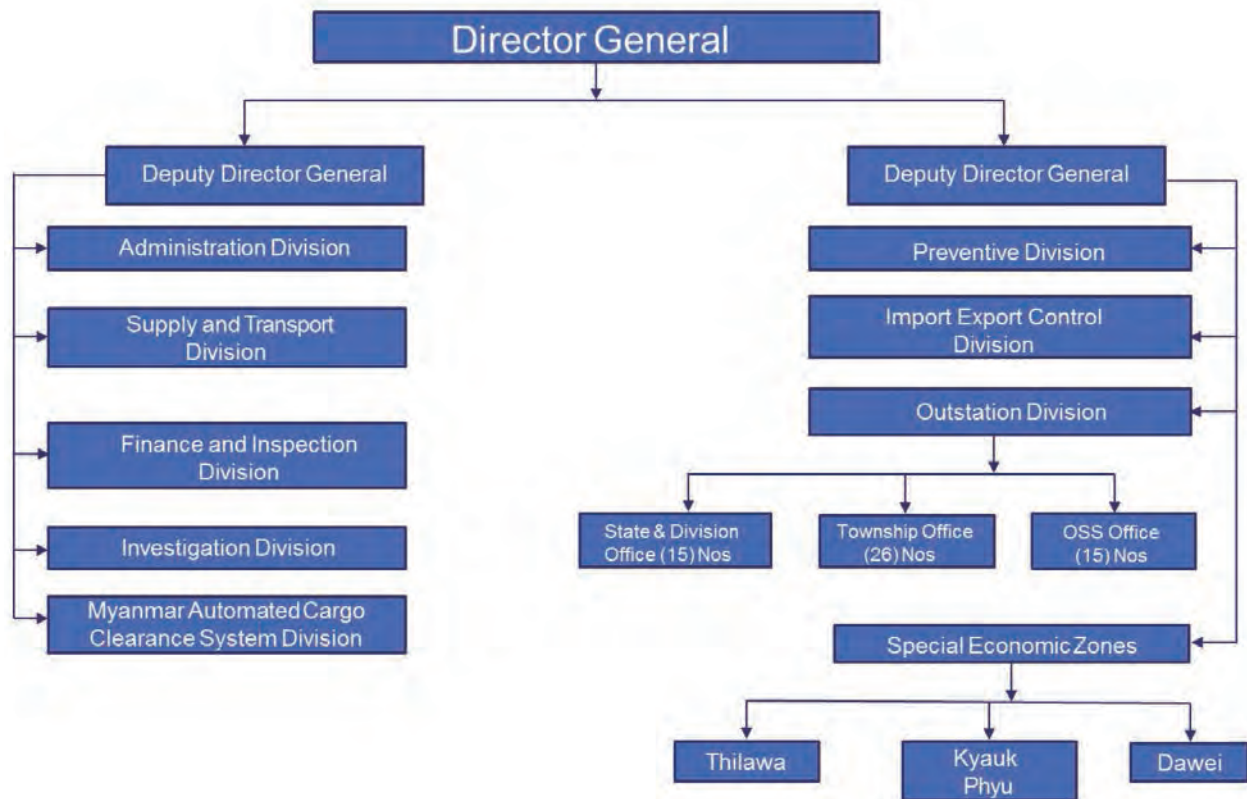 Director General
Deputy Director General
Administration Division
Supply and Transport
Division
Finance and Inspection
Division
Investigation Division
Myanmar Automated Cargo
Clearance System Division
Deputy Director General
Preventive Division
Import Export Control
Division
Outstation Division
State & Division
Office (15) Nos
Township Office
(26) Nos
OSS Office
(15) Nos
Special Economic Zones
Thilawa
Kyauk
Phyu
Dawei